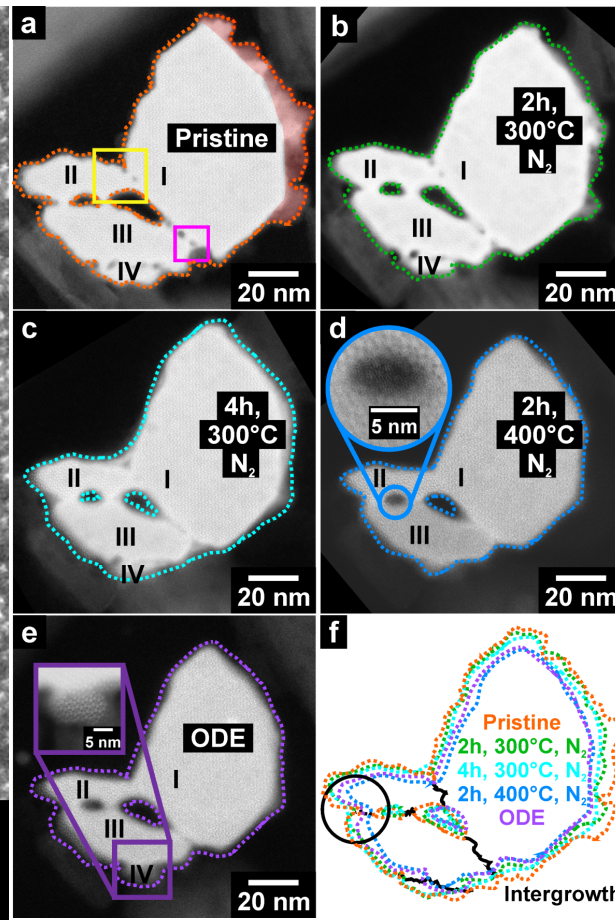 a
Pristine
I
II
III
IV
20 nm
b
2h,
300°C
N₂
I
II
III
IV
20 nm
c
4h,
300°C
N₂
I
II
III
IV
20 nm
d
5 nm
2h,
400°C
N₂
I
II
III
20 nm
e
5 nm
ODE
I
II
III
IV
20 nm
f
Pristine
2h, 300°C, N₂
4h, 300°C, N₂
2h, 400°C, N₂
ODE
Intergrowth